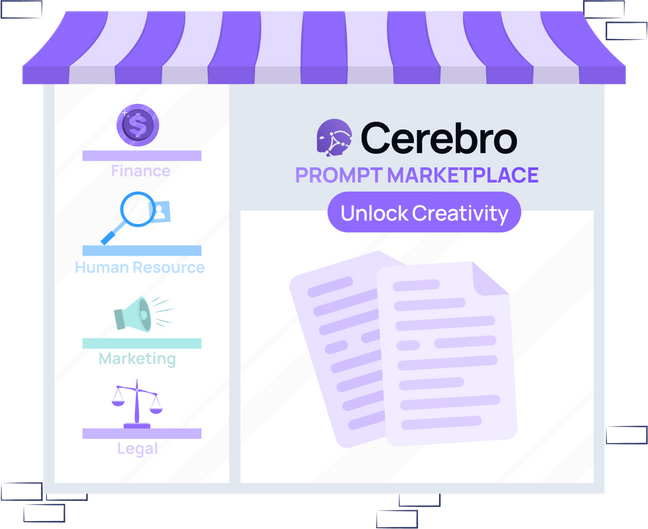 Cerebro
PROMPT MARKETPLACE
Unlock Creativity
Finance
Human Resource
Marketing
Legal